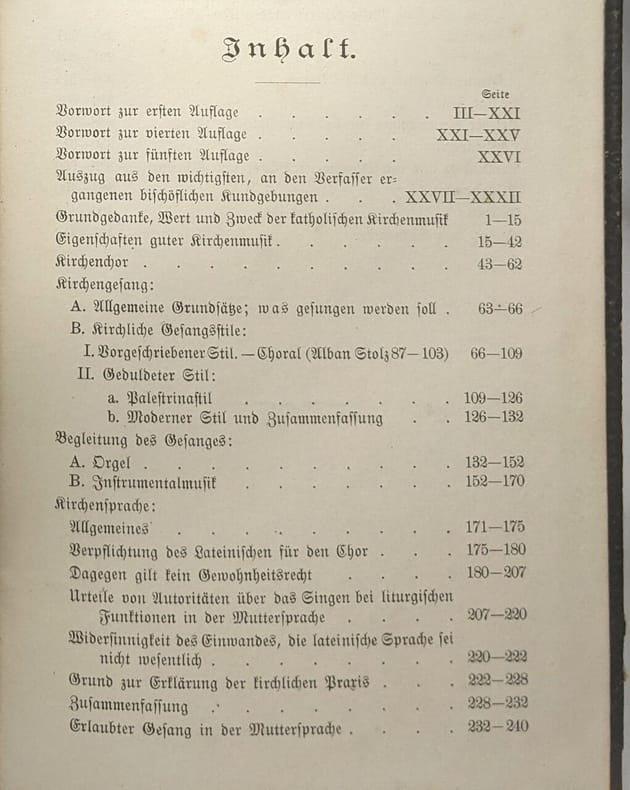 Inhalt.
Seite
Vorwort zur ersten Auflage . . . . . . III—XXI
Vorwort zur vierten Auflage . . . . . XXI—XXV
Vorwort zur fünften Auflage . . . . . XXVI
Auszug aus den wichtigsten, an den Verfasser er=
gangenen bischöflichen Kundgebungen . . . XXVII—XXXII
Grundgedanke, Wert und Zweck der katholischen Kirchenmusik 1—15
Eigenschaften guter Kirchenmusik . . . . . . 15—42
Kirchenchor . . . . . . . . . . 43—62
Kirchengesang:
A. Allgemeine Grundsätze; was gesungen werden soll . 63—66
B. Kirchliche Gesangsstile:
I. Vorgeschriebener Stil. — Choral (Alban Stolz 87—103) 66—109
II. Geduldeter Stil:
a. Palestrinastil . . . . . . . 109—126
b. Moderner Stil und Zusammenfassung . . 126—132
Begleitung des Gesanges:
A. Orgel . . . . . . . . . . 132—152
B. Instrumentalmusik . . . . . . . 152—170
Kirchensprache:
Allgemeines . . . . . . . . . 171—175
Verpflichtung des Lateinischen für den Chor . . . 175—180
Dagegen gilt kein Gewohnheitsrecht . . . . 180—207
Urteile von Autoritäten über das Singen bei liturgischen
Funktionen in der Muttersprache . . . . 207—220
Widersinnigkeit des Einwandes, die lateinische Sprache sei
nicht wesentlich . . . . . . . . 220—222
Grund zur Erklärung der kirchlichen Praxis . . . 222—228
Zusammenfassung . . . . . . . . 228—232
Erlaubter Gesang in der Muttersprache . . . . 232—240